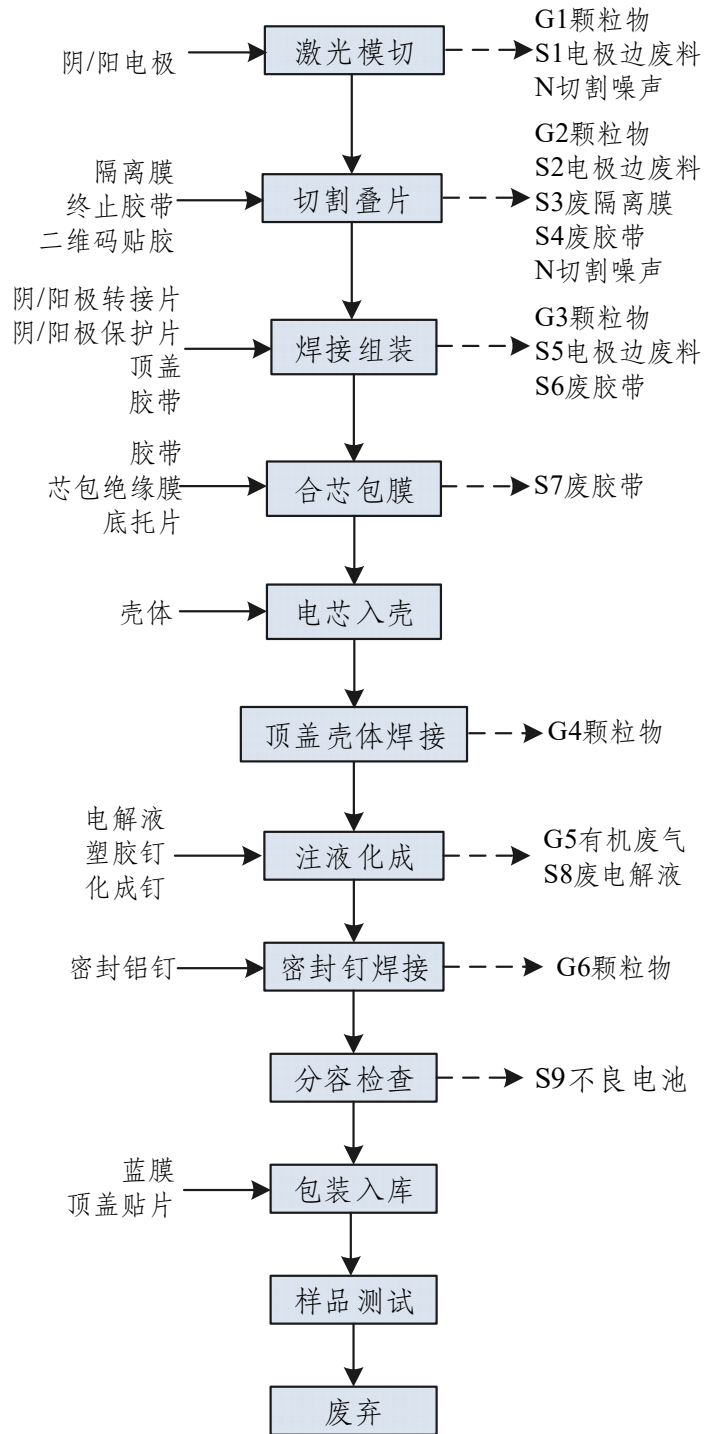 阴/阳电极
激光模切
G1颗粒物
S1电极边废料
N切割噪声
隔离膜
终止胶带
二维码贴胶
切割叠片
G2颗粒物
S2电极边废料
S3废隔离膜
S4废胶带
N切割噪声
阴/阳极转接片
阴/阳极保护片
顶盖
胶带
焊接组装
G3颗粒物
S5电极边废料
S6废胶带
胶带
芯包绝缘膜
底托片
合芯包膜
S7废胶带
壳体
电芯入壳
顶盖壳体焊接
G4颗粒物
电解液
塑胶钉
化成钉
注液化成
G5有机废气
S8废电解液
密封铝钉
密封钉焊接
G6颗粒物
分容检查
S9不良电池
蓝膜
顶盖贴片
包装入库
样品测试
废弃